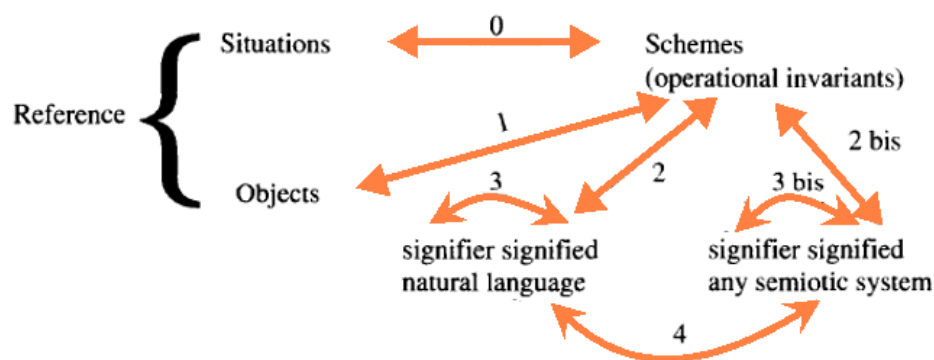 0
Situations
Schemes
(operational invariants)
Reference
1
2 bis
2
3
3 bis
Objects
signifier signified
natural language
signifier signified
any semiotic system
4